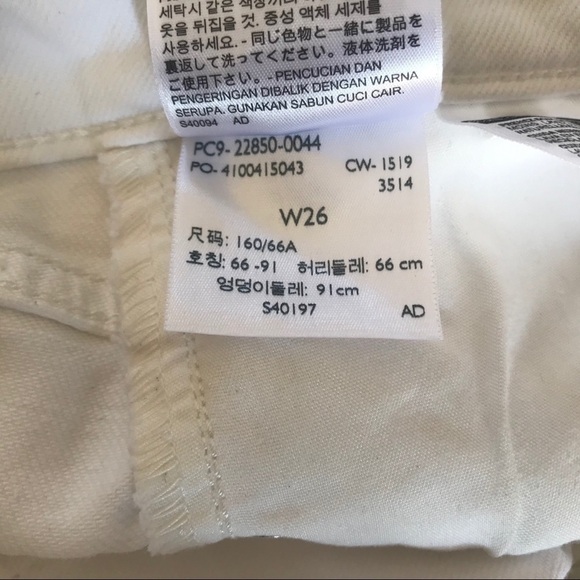 세탁시 같은 색상끼리
옷을 뒤집을 것. 중성 액체 세제를
사용하세요. - 同じ色物と一緒に製品を
裏返して洗ってください。液体洗剤を
ご使用下さい。- PENCUCIAN DAN
PENGERINGAN DIBALIK DENGAN WARNA
SERUPA. GUNAKAN SABUN CUCI CAIR.
S40094 AD
PC9- 22850-0044
PO- 4100415043 CW- 1519
3514
W26
尺码: 160/66A
호칭: 66 -91 허리둘레: 66 cm
엉덩이둘레: 91cm
S40197 AD